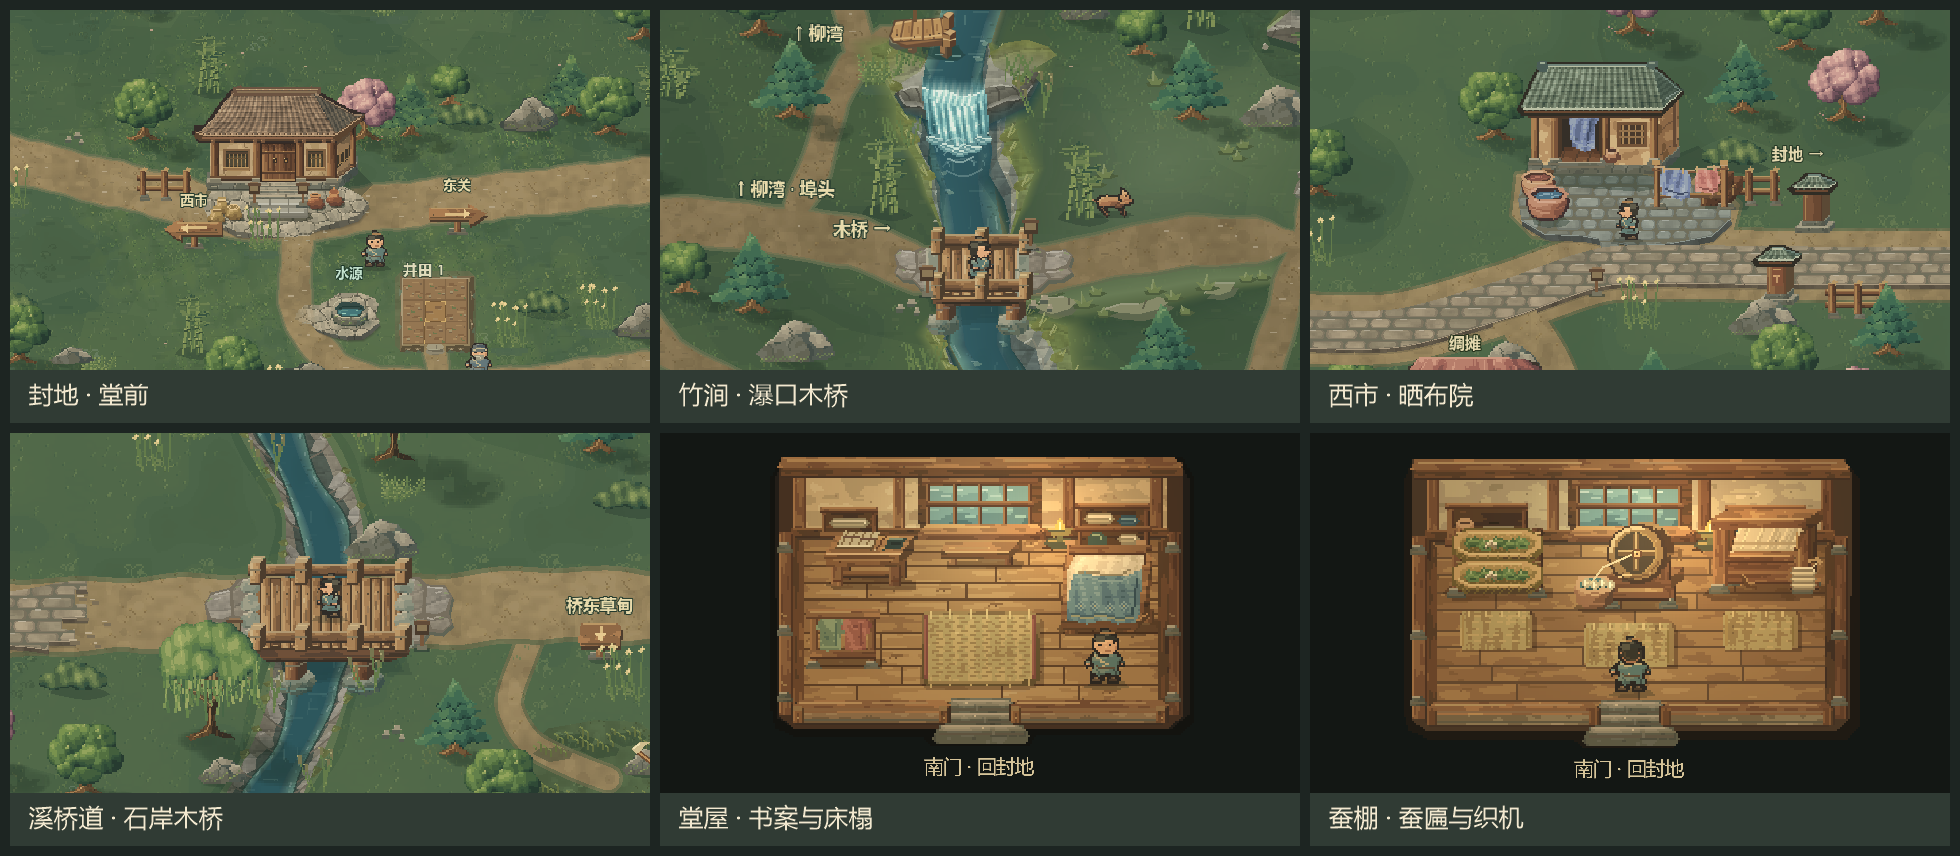 西市
东关
水源
井田 1
封地 · 堂前
↑ 柳湾
↑ 柳湾 · 埠头
木桥 →
竹涧 · 瀑口木桥
封地 →
绸摊
西市 · 晒布院
桥东草甸
溪桥道 · 石岸木桥
南门 · 回封地
堂屋 · 书案与床榻
南门 · 回封地
蚕棚 · 蚕匾与织机